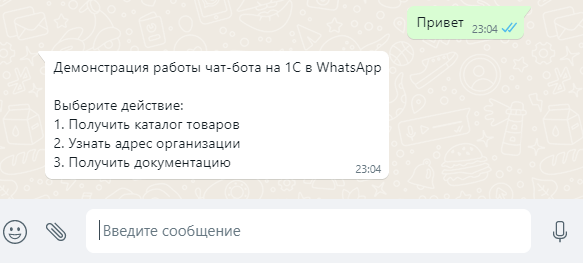 Привет
23:04
Демонстрация работы чат-бота на 1С в WhatsApp
Выберите действие:
1. Получить каталог товаров
2. Узнать адрес организации
3. Получить документацию
23:04
Введите сообщение